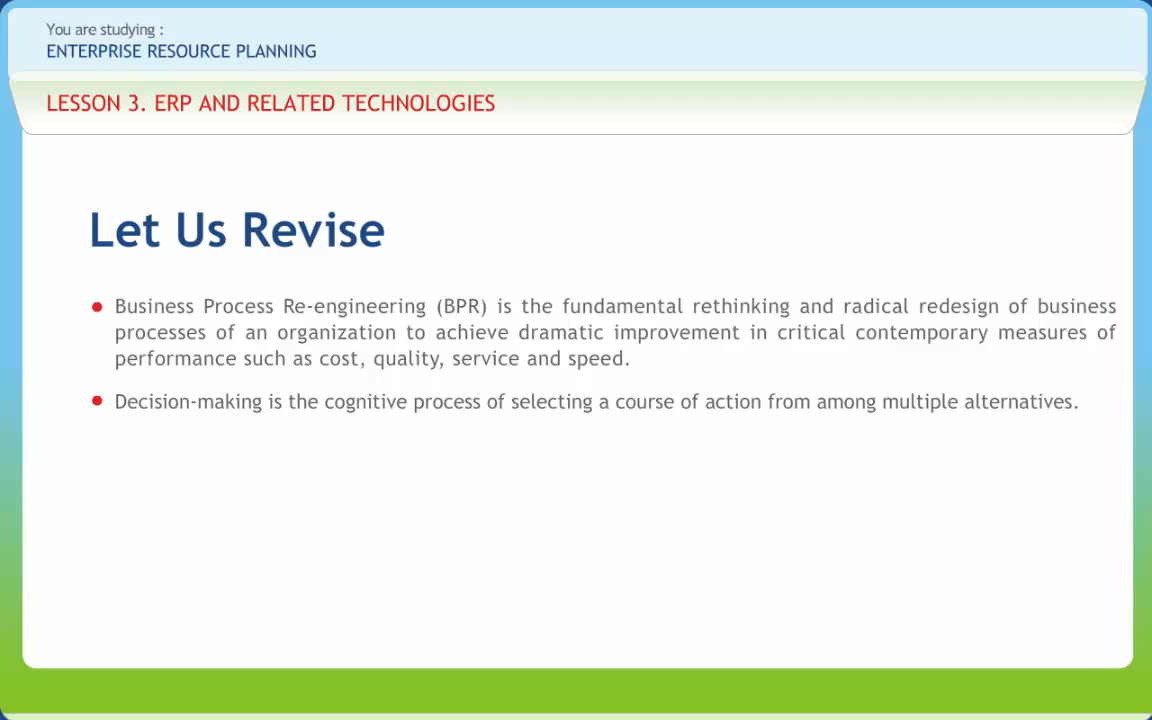 You are studying :
ENTERPRISE RESOURCE PLANNING
LESSON 3. ERP AND RELATED TECHNOLOGIES
Let Us Revise
Business Process Re-engineering (BPR) is the fundamental rethinking and radical redesign of business
processes of an organization to achieve dramatic improvement in critical contemporary measures of
performance such as cost, quality, service and speed.
Decision-making is the cognitive process of selecting a course of action from among multiple alternatives.